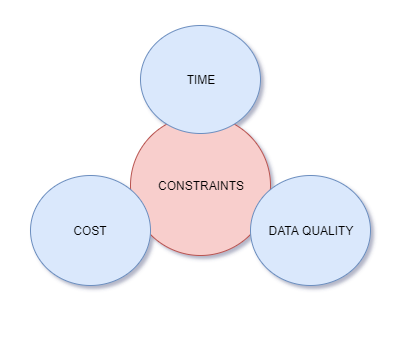 TIME
CONSTRAINTS
COST
DATA QUALITY